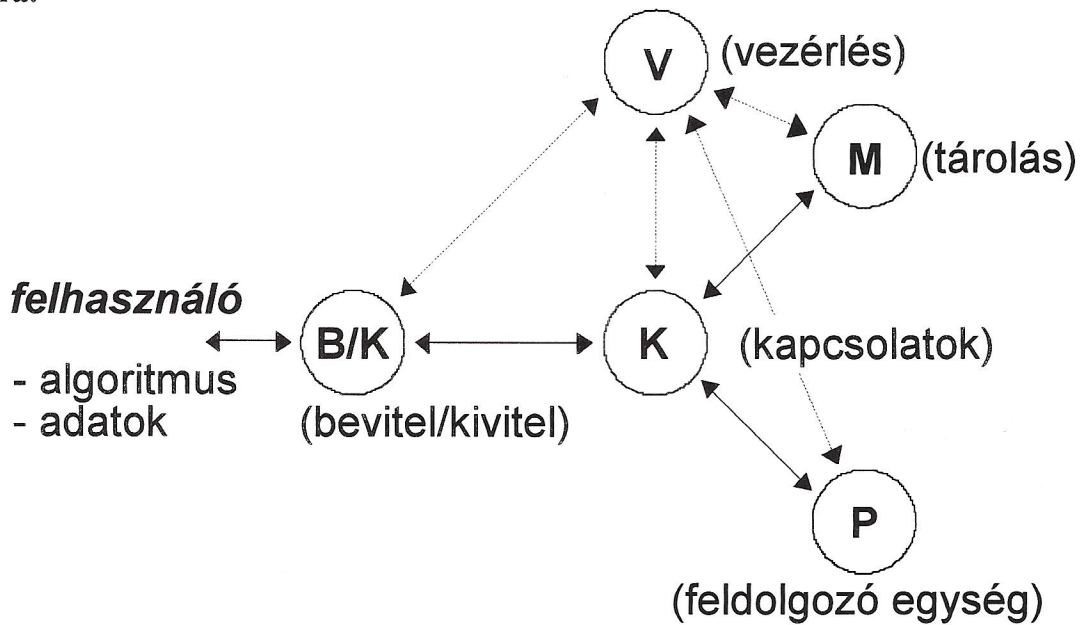 V (vezérlés)
M (tárolás)
felhasználó
B/K
K
(kapcsolatok)
- algoritmus
- adatok
(bevitel/kivitel)
P
(feldolgozó egység)